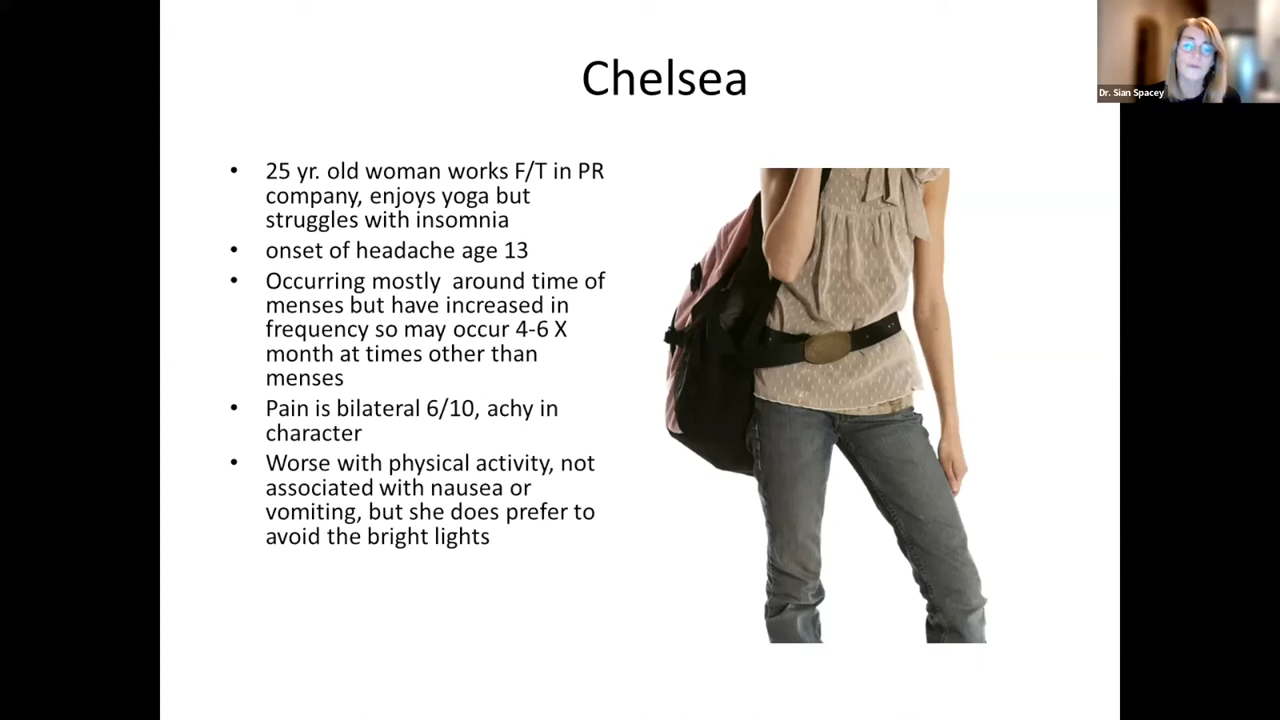 Chelsea
Dr. Sian Spacey
• 25 yr. old woman works F/T in PR
company, enjoys yoga but
struggles with insomnia
• onset of headache age 13
• Occurring mostly  around time of
menses but have increased in
frequency so may occur 4-6 X
month at times other than
menses
• Pain is bilateral 6/10, achy in
character
• Worse with physical activity, not
associated with nausea or
vomiting, but she does prefer to
avoid the bright lights